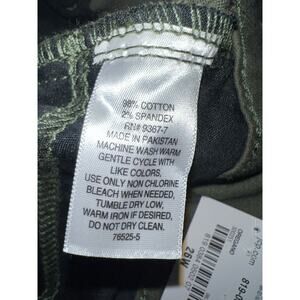 98% COTTON
2% SPANDEX
RN# 9367-7
MADE IN PAKISTAN
MACHINE WASH WARM
GENTLE CYCLE WITH
LIKE COLORS,
USE ONLY NON CHLORINE
BLEACH WHEN NEEDED,
TUMBLE DRY LOW,
WARM IRON IF DESIRED,
DO NOT DRY CLEAN.
76525-5
OREGANO
26W